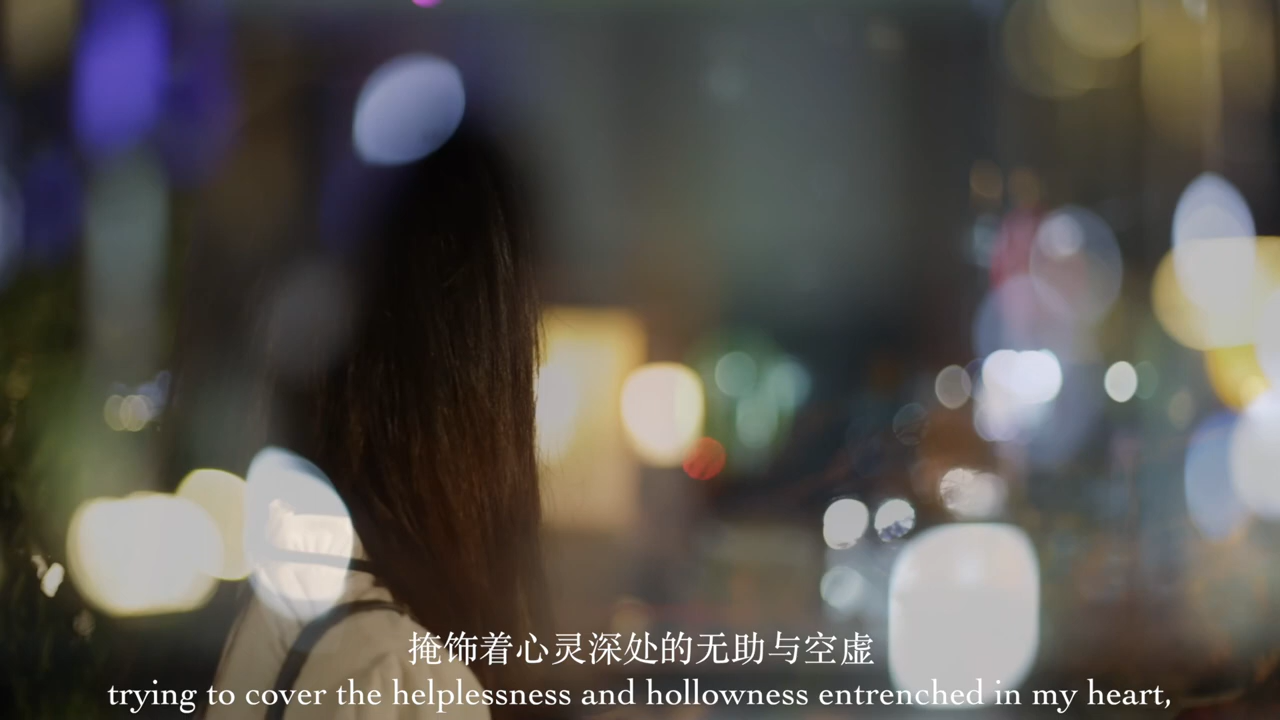 掩饰着心灵深处的无助与空虚
trying to cover the helplessness and hollowness entrenched in my heart,